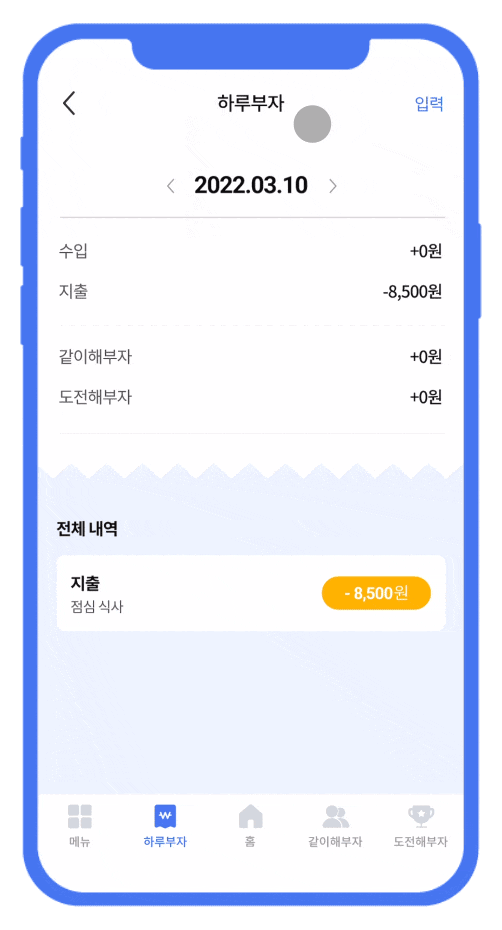 하루부자
입력
2022.03.10
수입 +0원
지출 -8,500원
같이해부자 +0원
도전해부자 +0원
전체 내역
지출
점심 식사
- 8,500원
메뉴
하루부자
홈
같이해부자
도전해부자